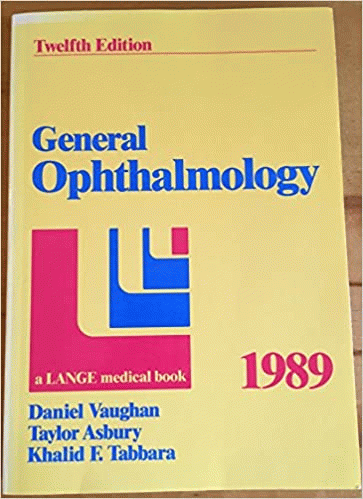 Twelfth Edition
General
Ophthalmology
a LANGE medical book
1989
Daniel Vaughan
Taylor Asbury
Khalid F. Tabbara